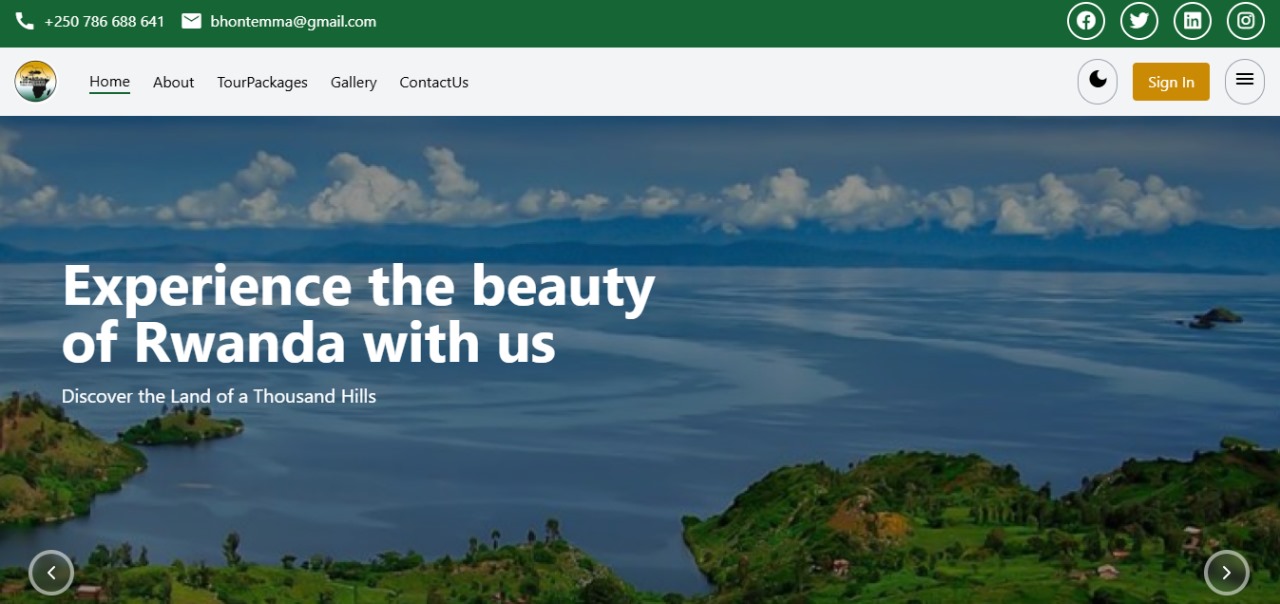 +250 786 688 641 bhontemma@gmail.com
Home About TourPackages Gallery ContactUs Sign In
Experience the beauty
of Rwanda with us
Discover the Land of a Thousand Hills